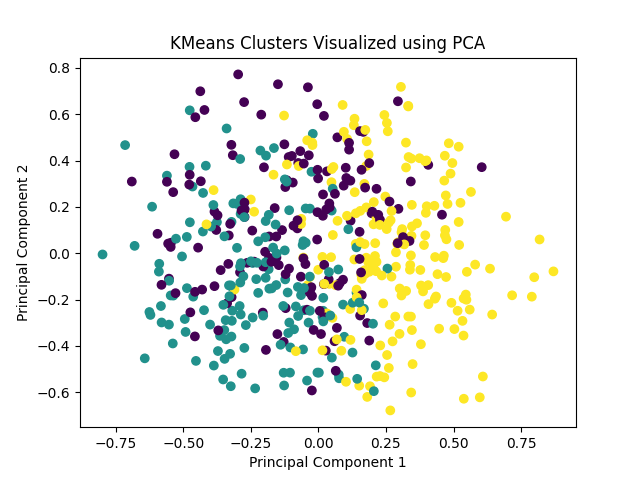 KMeans Clusters Visualized using PCA
0.8
0.6
0.4
0.2
0.0
−0.2
−0.4
−0.6
Principal Component 2
−0.75 −0.50 −0.25 0.00 0.25 0.50 0.75
Principal Component 1